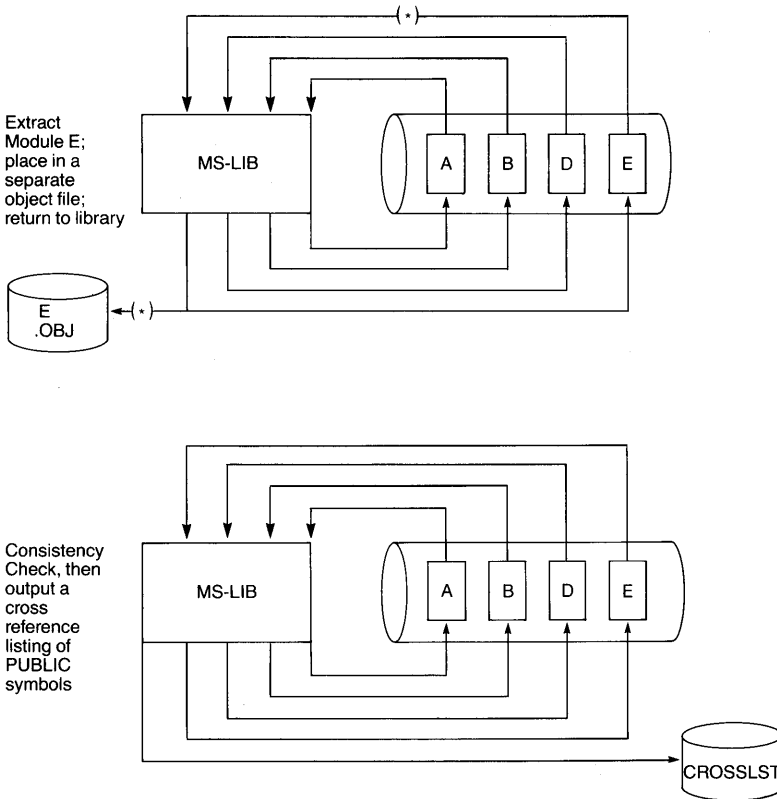 (*)
Extract
Module E;
place in a
separate
object file;
return to library
MS-LIB
A
B
D
E
E
.OBJ
(*)
Consistency
Check, then
output a
cross
reference
listing of
PUBLIC
symbols
MS-LIB
A
B
D
E
CROSSLST